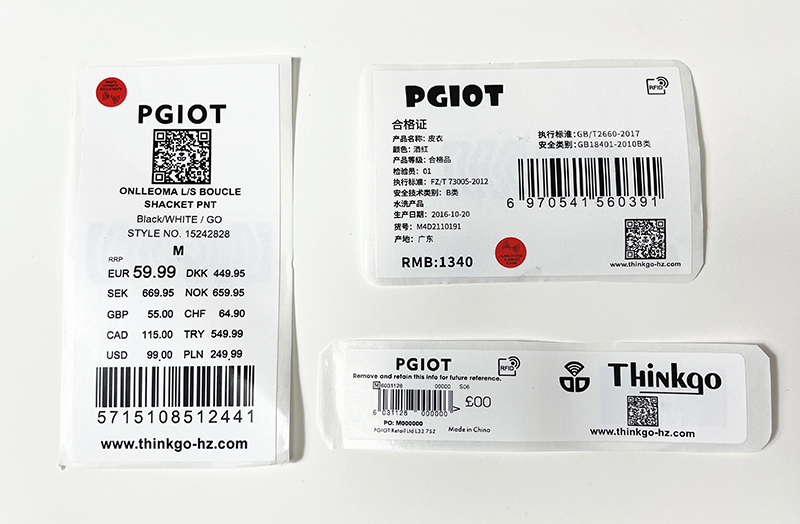 PGIOT
ONLLEOMA L/S BOUCLE
SHACKET PNT
Black/WHITE / GO
STYLE NO. 15242828
M
RRP
EUR 59.99 DKK 449.95
SEK 669.95 NOK 659.95
GBP 55.00 CHF 64.90
CAD 115.00 TRY 549.99
USD 99.00 PLN 249.99
5715108512441
www.thinkgo-hz.com
PGIOT
RFID
合格证
产品名称: 皮衣
颜色: 酒红
产品等级: 合格品
检验员: 01
执行标准: FZ/T 73005-2012
安全技术类别: B类
水洗产品
生产日期: 2016-10-20
货号: M4D2110191
产地: 广东
RMB:1340
执行标准:GB/T2660-2017
安全类别:GB18401-2010B类
6 970541 560391
www.thinkgo-hz.com
PGIOT
RFID
Remove and retain this info for future reference.
M 6031128 00000 S06
6 031128 000000 >
£00
PO: M000000
PGIOT Retail Ltd L33 7SZ
Made in China
Thinkgo
www.thinkgo-hz.com